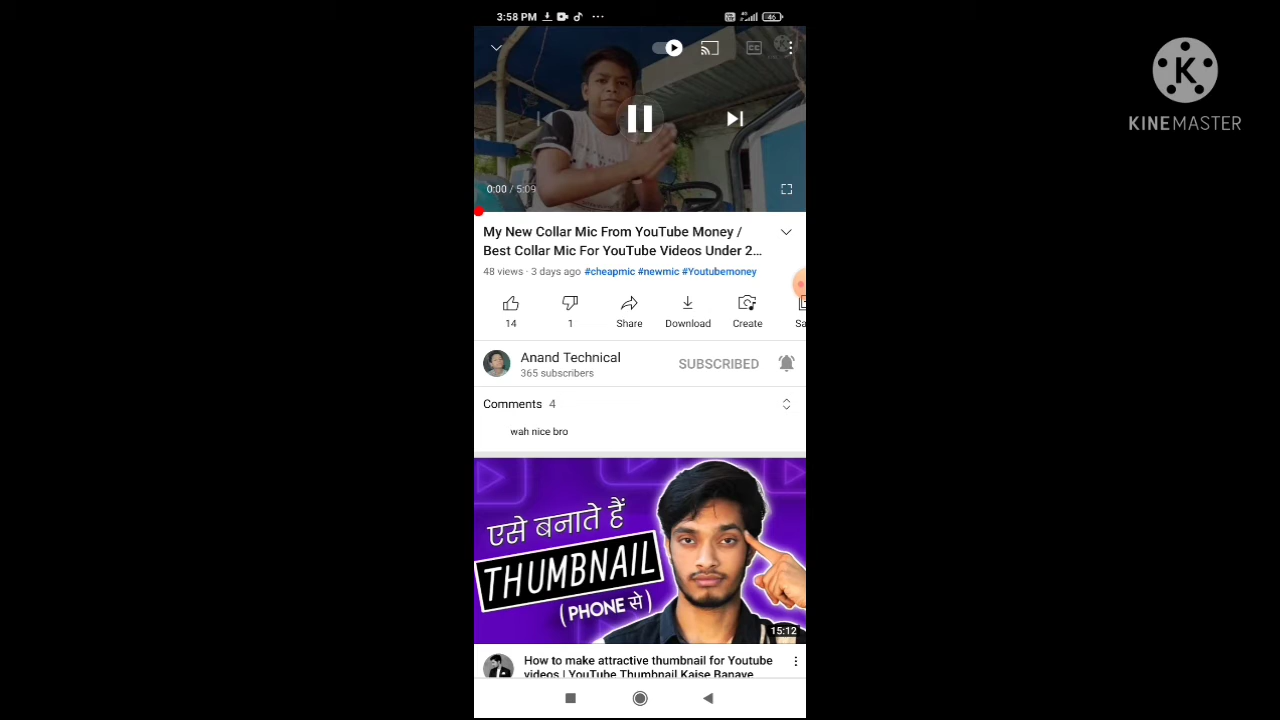 3:58 PM
46
CC
K
KINEMASTER
0:00 / 5:09
My New Collar Mic From YouTube Money /
Best Collar Mic For YouTube Videos Under 2...
48 views · 3 days ago #cheapmic #newmic #Youtubemoney
14
1
Share
Download
Create
Sa
Anand Technical
365 subscribers
SUBSCRIBED
Comments 4
wah nice bro
एसे बनाते हैं
THUMBNAIL
(PHONE से)
15:12
How to make attractive thumbnail for Youtube
videos | YouTube Thumbnail Kaise Banaye